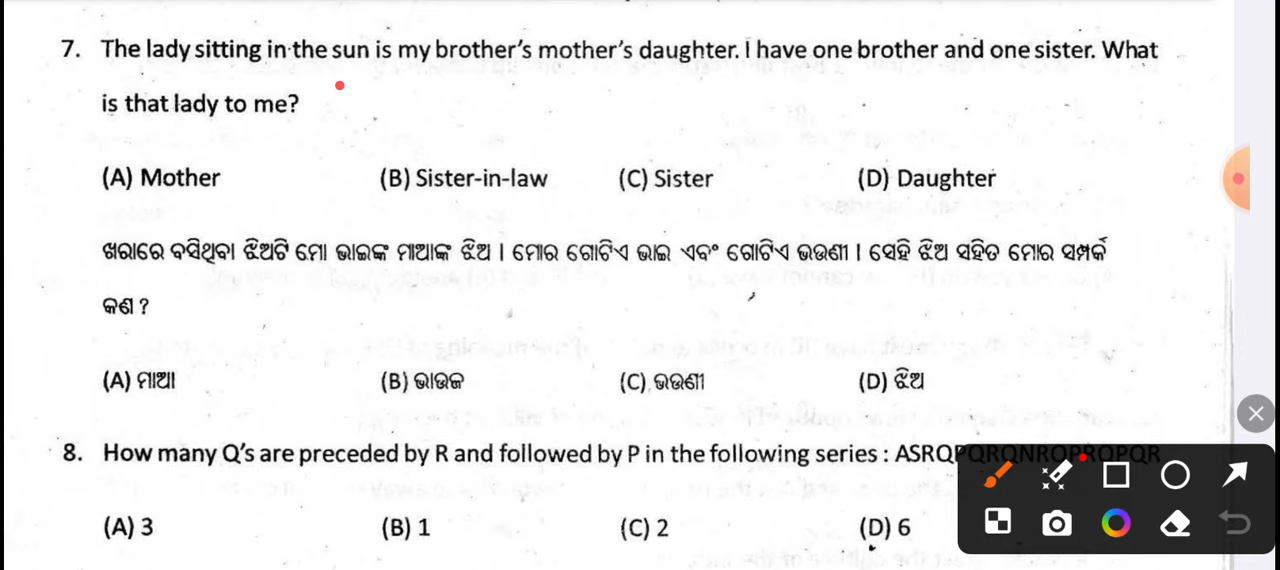 7. The lady sitting in the sun is my brother's mother's daughter. I have one brother and one sister. What
is that lady to me?
(A) Mother (B) Sister-in-law (C) Sister (D) Daughter
ଖରାରେ ବସିଥିବା ଝିଅଟି ମୋ ଭାଇଙ୍କ ମାଆଙ୍କ ଝିଅ । ମୋର ଗୋଟିଏ ଭାଇ ଏବଂ ଗୋଟିଏ ଭଉଣୀ । ସେହି ଝିଅ ସହିତ ମୋର ସମ୍ପର୍କ
କଣ ?
(A) ମାଆ (B) ଭାଉଜ (C) ଭଉଣୀ (D) ଝିଅ
8. How many Q's are preceded by R and followed by P in the following series : ASRQPQRQNRQPRQPQR
(A) 3 (B) 1 (C) 2 (D) 6